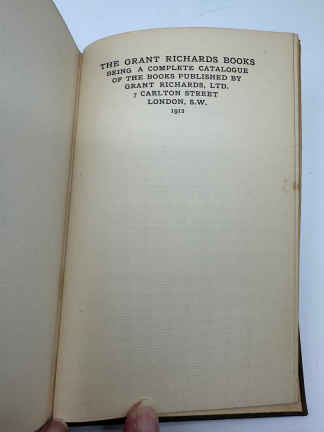 THE GRANT RICHARDS BOOKS
BEING A COMPLETE CATALOGUE
OF THE BOOKS PUBLISHED BY
GRANT RICHARDS, LTD.
7 CARLTON STREET
LONDON, S.W.
1912